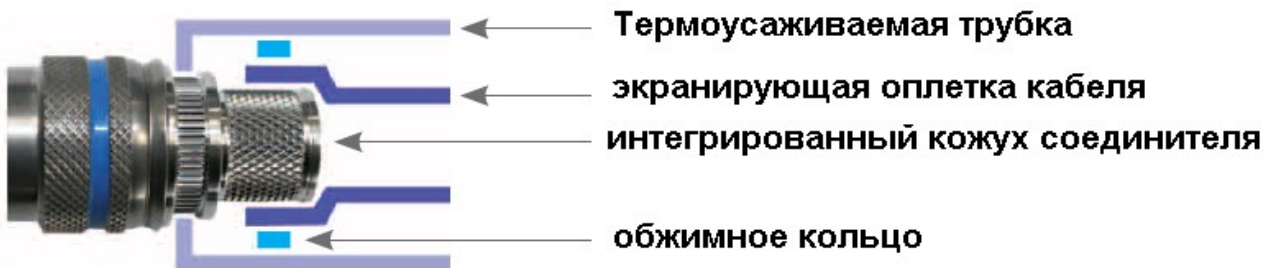 Термоусаживаемая трубка
экранирующая оплетка кабеля
интегрированный кожух соединителя
обжимное кольцо